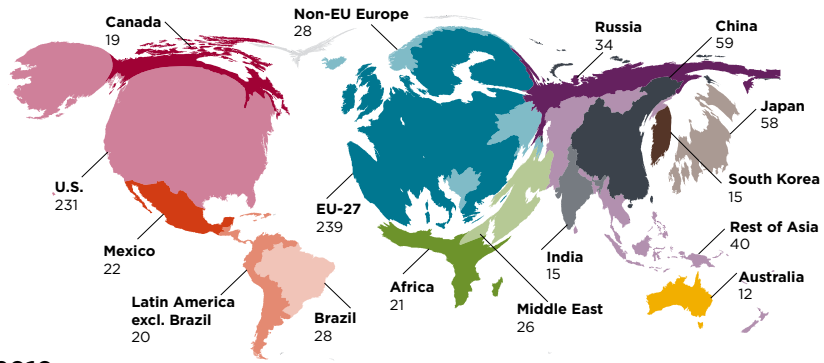 Canada
19
Non-EU Europe
28
Russia
34
China
59
Japan
58
U.S.
231
EU-27
239
South Korea
15
Mexico
22
India
15
Rest of Asia
40
Africa
21
Middle East
26
Australia
12
Latin America
excl. Brazil
20
Brazil
28